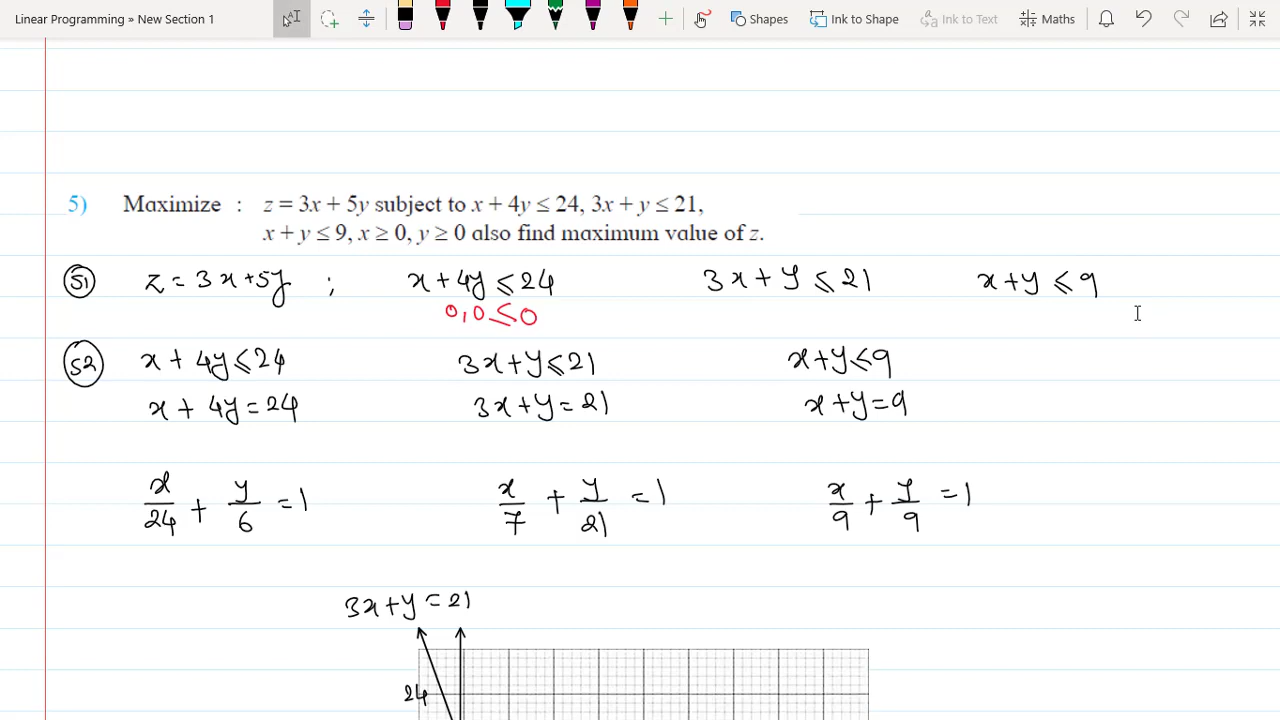 Linear Programming » New Section 1
Shapes
Ink to Shape
Ink to Text
Maths
5) Maximize : z = 3x + 5y subject to x + 4y ≤ 24, 3x + y ≤ 21,
x + y ≤ 9, x ≥ 0, y ≥ 0 also find maximum value of z.
S1 z = 3x+5y ; x+4y ≤ 24 3x+y ≤ 21 x+y ≤ 9
0,0 ≤ 0
S2 x + 4y ≤ 24 3x+y ≤ 21 x+y ≤ 9
x + 4y = 24 3x+y = 21 x+y = 9
x/24 + y/6 = 1 x/7 + y/21 = 1 x/9 + y/9 = 1
3x+y = 21
24